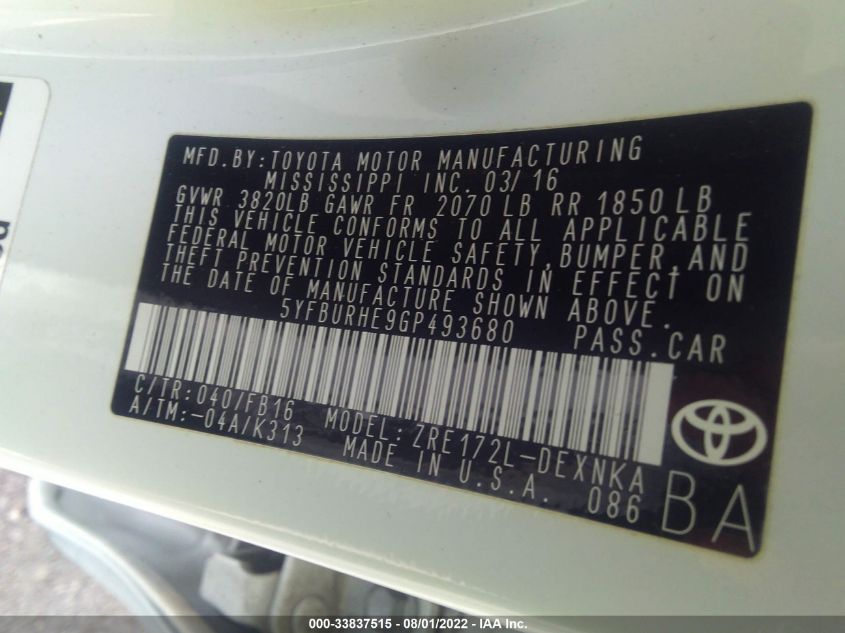 MFD.BY:TOYOTA MOTOR MANUFACTURING
MISSISSIPPI INC. 03/16
GVWR 3820LB GAWR FR 2070 LB RR 1850 LB
THIS VEHICLE CONFORMS TO ALL APPLICABLE
FEDERAL MOTOR VEHICLE SAFETY, BUMPER, AND
THEFT PREVENTION STANDARDS IN EFFECT ON
THE DATE OF MANUFACTURE SHOWN ABOVE.
5YFBURHE9GP493680 PASS.CAR
C/TR:040/FB16 MODEL:ZRE172L-DEXNKA
A/TM:-04A/K313 MADE IN U.S.A. 086
BA
000-33837515 - 08/01/2022 - IAA Inc.